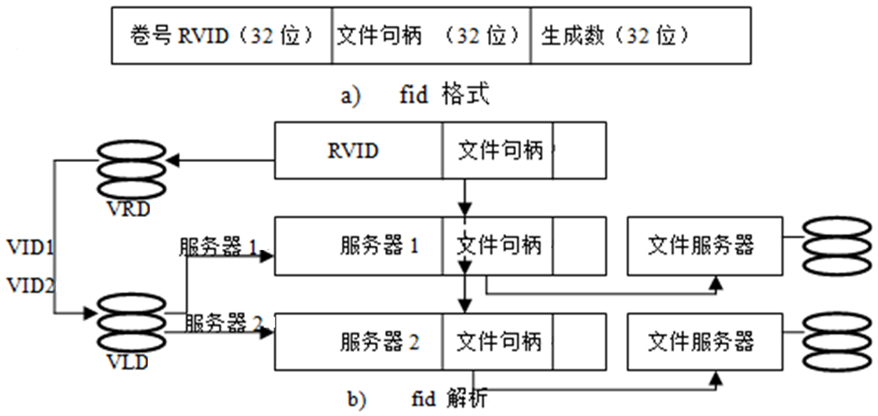 卷号 RVID（32 位） 文件句柄 （32 位） 生成数（32 位）
a) fid 格式
RVID 文件句柄
VRD
VID1
VID2
服务器 1
服务器 1 文件句柄 文件服务器
服务器 2
服务器 2 文件句柄 文件服务器
VLD
b) fid 解析